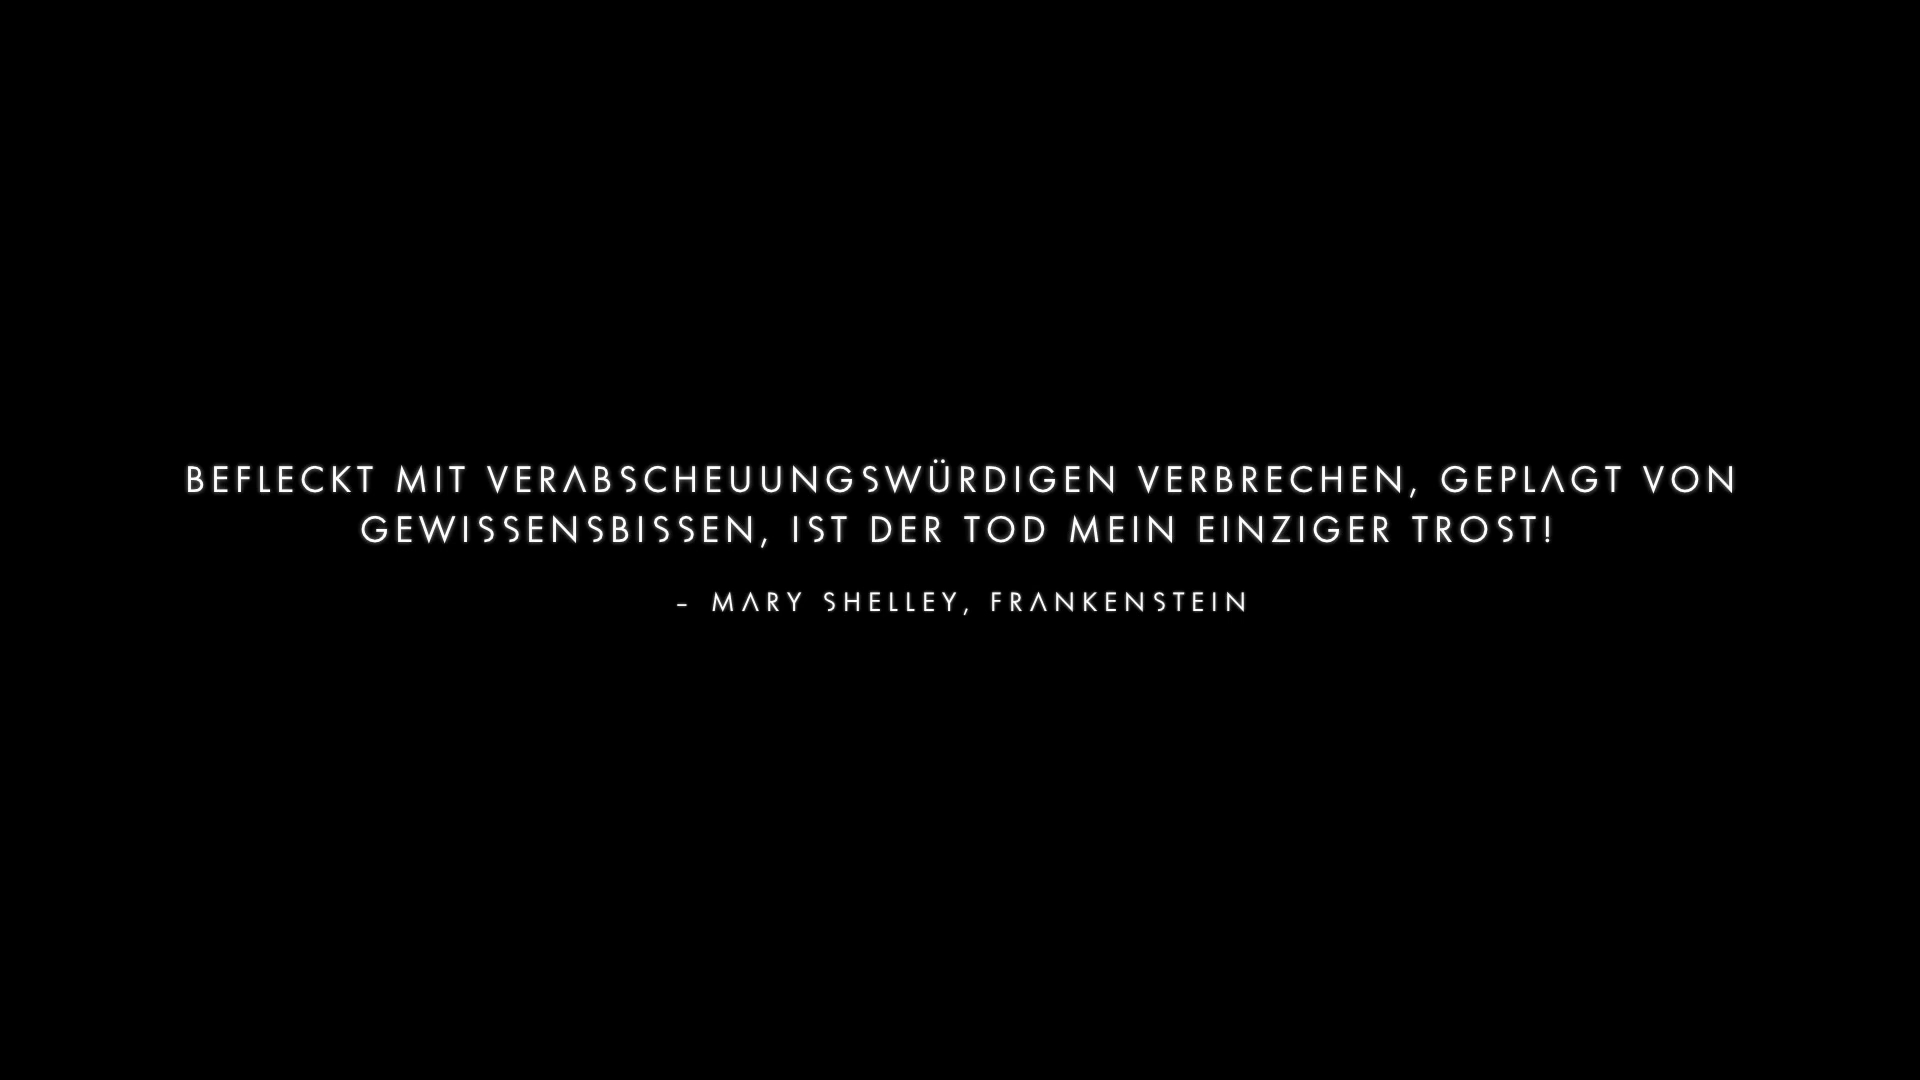 BEFLECKT MIT VERABSCHEUUNGSWÜRDIGEN VERBRECHEN, GEPLAGT VON
GEWISSENSBISSEN, IST DER TOD MEIN EINZIGER TROST!
– MARY SHELLEY, FRANKENSTEIN